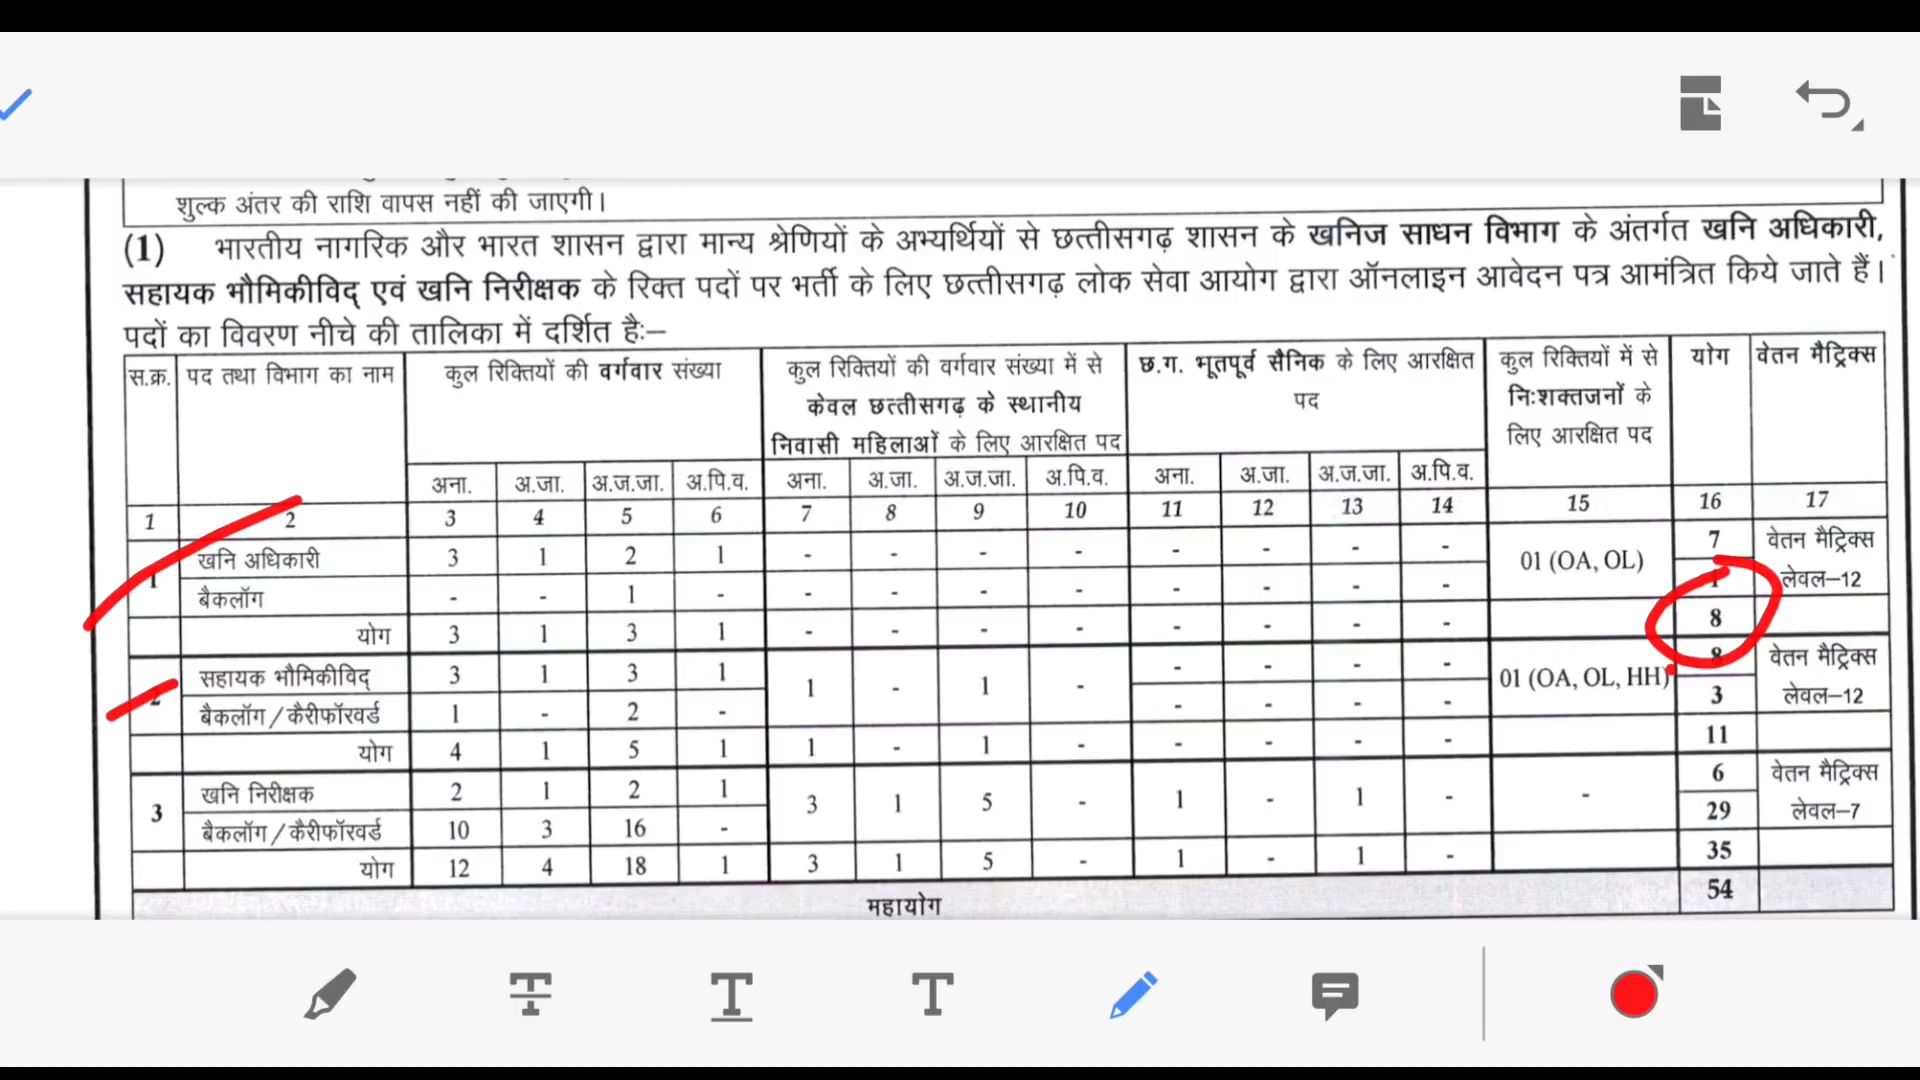 शुल्क अंतर की राशि वापस नहीं की जाएगी।
(1) भारतीय नागरिक और भारत शासन द्वारा मान्य श्रेणियों के अभ्यर्थियों से छत्तीसगढ़ शासन के खनिज साधन विभाग के अंतर्गत खनि अधिकारी,
सहायक भौमिकीविद् एवं खनि निरीक्षक के रिक्त पदों पर भर्ती के लिए छत्तीसगढ़ लोक सेवा आयोग द्वारा ऑनलाइन आवेदन पत्र आमंत्रित किये जाते हैं।
पदों का विवरण नीचे की तालिका में दर्शित है:–
स.क्र. पद तथा विभाग का नाम कुल रिक्तियों की वर्गवार संख्या कुल रिक्तियों की वर्गवार संख्या में से छ.ग. भूतपूर्व सैनिक के लिए आरक्षित कुल रिक्तियों में से योग वेतन मैट्रिक्स
केवल छत्तीसगढ़ के स्थानीय पद निःशक्तजनों के
निवासी महिलाओं के लिए आरक्षित पद लिए आरक्षित पद
अना. अ.जा. अ.ज.जा. अ.पि.व. अना. अ.जा. अ.ज.जा. अ.पि.व. अना. अ.जा. अ.ज.जा. अ.पि.व.
1 2 3 4 5 6 7 8 9 10 11 12 13 14 15 16 17
1 खनि अधिकारी 3 1 2 1 - - - - - - - - 01 (OA, OL) 7 वेतन मैट्रिक्स
बैकलॉग - - 1 - - - - - - - - - 1 लेवल–12
योग 3 1 3 1 - - - - - - - - 8
2 सहायक भौमिकीविद् 3 1 3 1 1 - 1 - - - - - 01 (OA, OL, HH) 8 वेतन मैट्रिक्स
बैकलॉग/कैरीफॉरवर्ड 1 - 2 - - - - - 3 लेवल–12
योग 4 1 5 1 1 - 1 - - - - - 11
3 खनि निरीक्षक 2 1 2 1 3 1 5 - 1 - 1 - - 6 वेतन मैट्रिक्स
बैकलॉग/कैरीफॉरवर्ड 10 3 16 - 29 लेवल–7
योग 12 4 18 1 3 1 5 - 1 - 1 - 35
महायोग 54